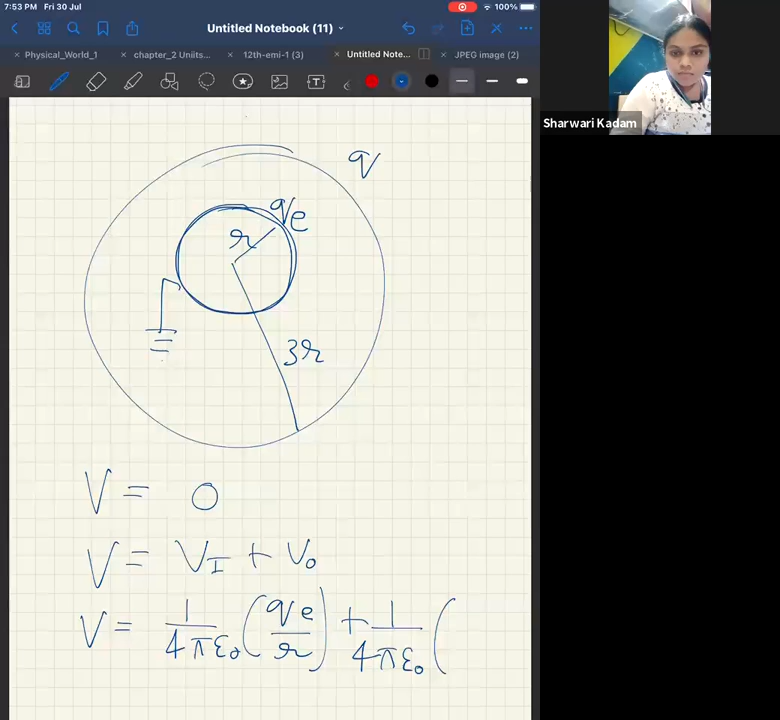 7:53 PM Fri 30 Jul
100%
Untitled Notebook (11)
Physical_World_1
chapter_2 Uniits...
12th-emi-1 (3)
Untitled Note...
JPEG image (2)
T
Sharwari Kadam
q
qe
r
3r
V = 0
V = V_I + V_o
V = 1/4πε₀ (qe/r) + 1/4πε₀ (